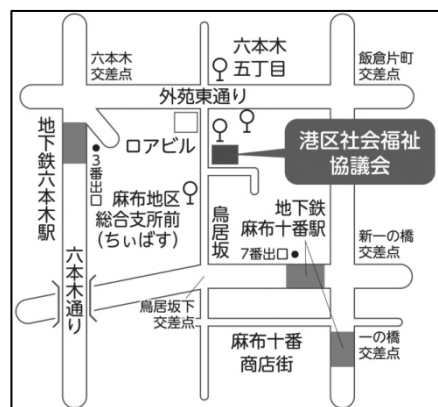 六本木
交差点
六本木
五丁目
飯倉片町
交差点
外苑東通り
地下鉄六本木駅
3番出口
ロアビル
港区社会福祉
協議会
麻布地区
総合支所前
(ちぃばす)
鳥居坂
地下鉄
麻布十番駅
7番出口
新一の橋
交差点
六本木通り
鳥居坂下
交差点
麻布十番
商店街
一の橋
交差点